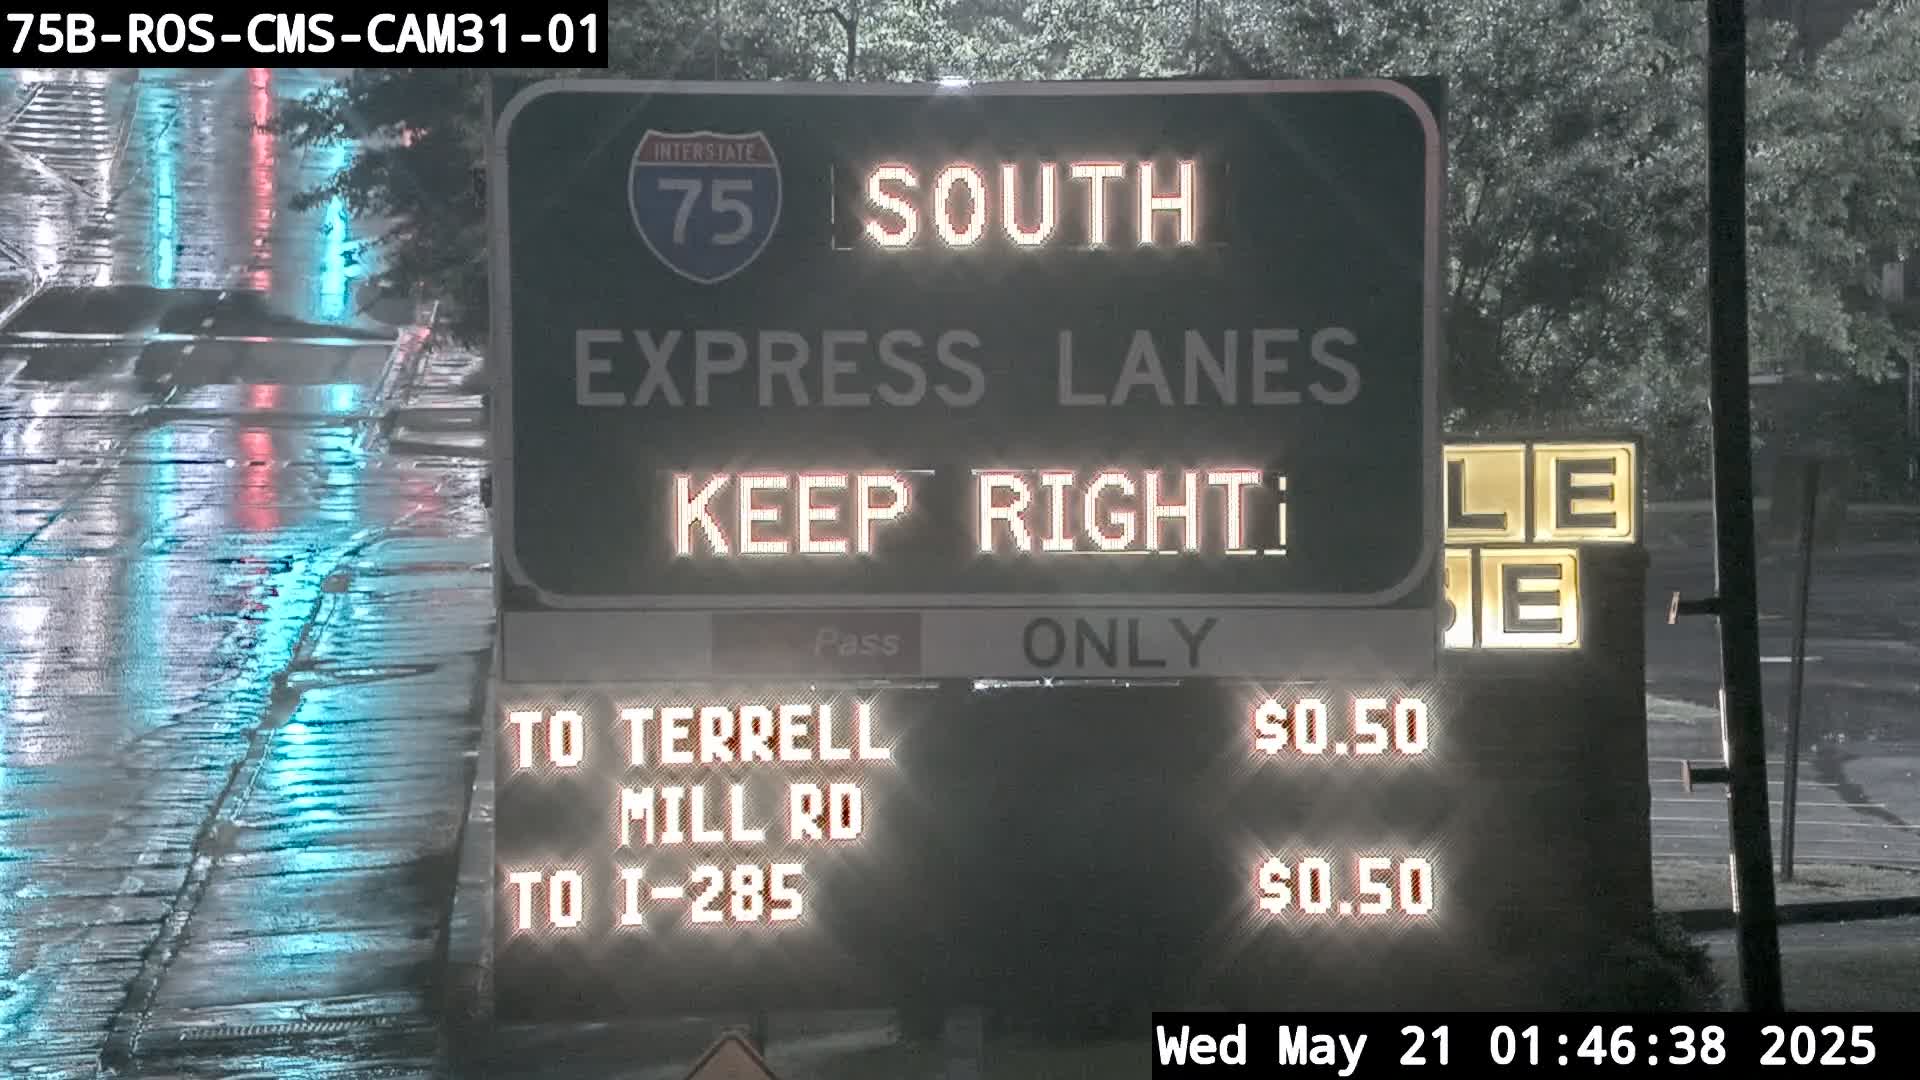 75B-ROS-CMS-CAM31-01
INTERSTATE
75
SOUTH
EXPRESS LANES
KEEP RIGHT
Pass
ONLY
TO TERRELL $0.50
MILL RD
TO I-285 $0.50
LE
E
Wed May 21 01:46:38 2025